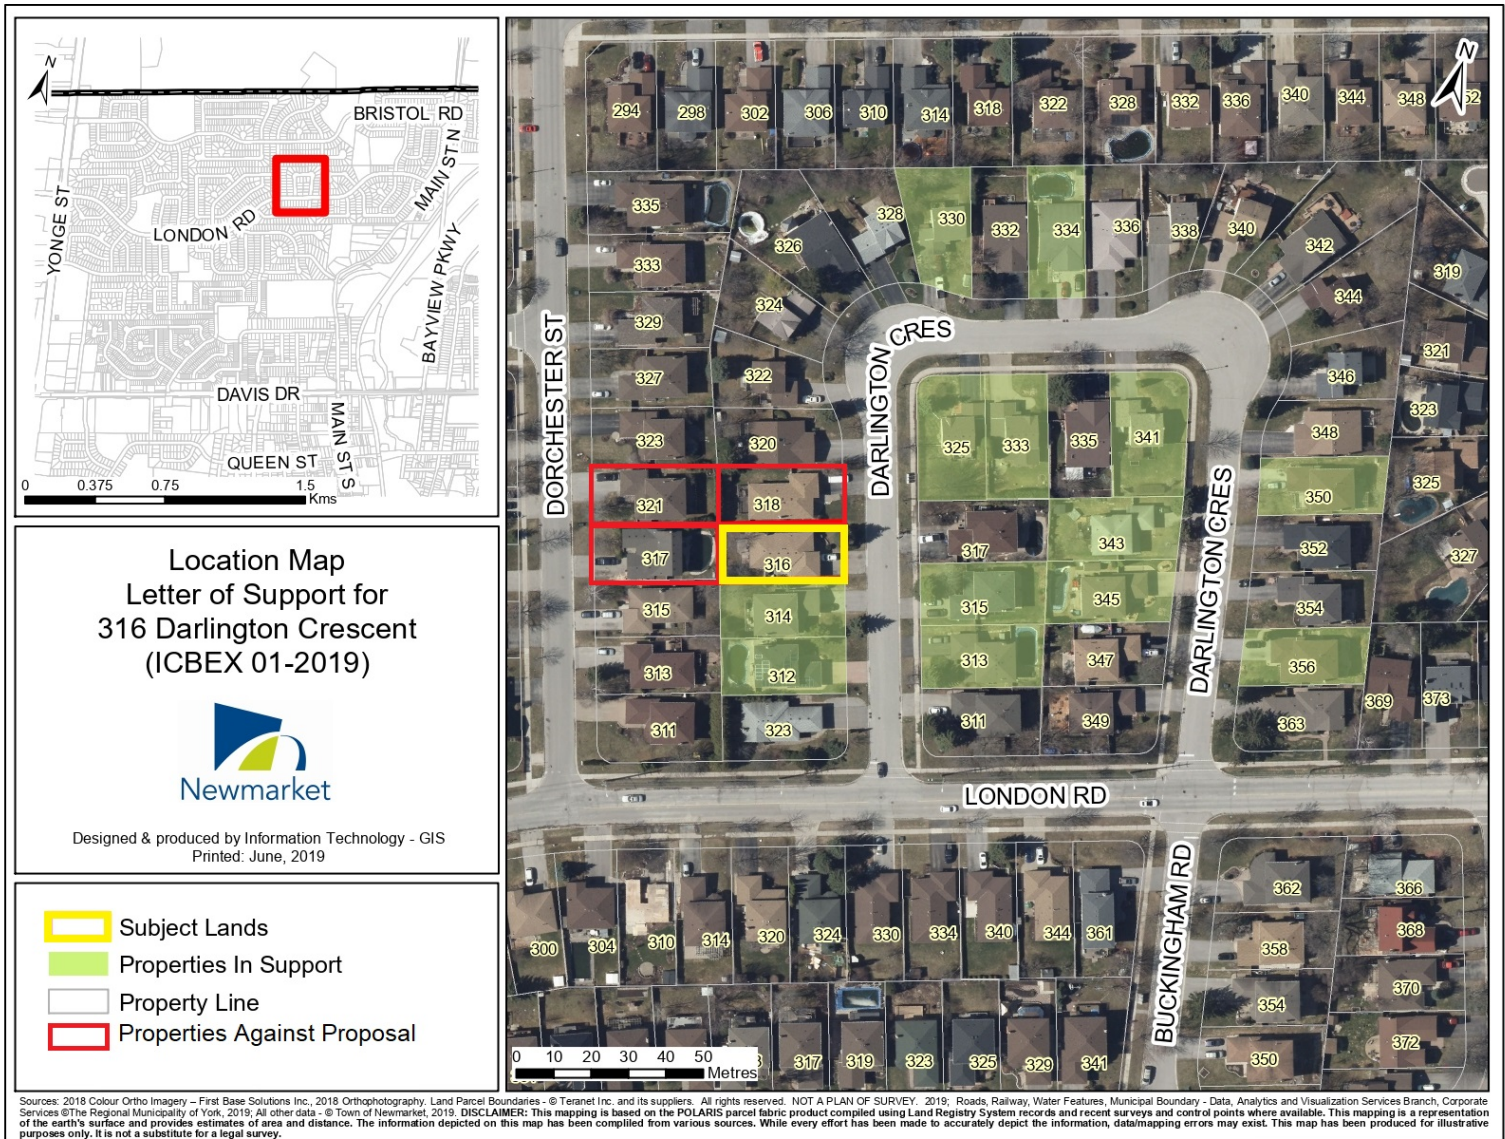 N
BRISTOL RD
MAIN ST N
YONGE ST
LONDON RD
BAYVIEW PKWY
DAVIS DR
MAIN ST S
QUEEN ST
0 0.375 0.75 1.5
Kms
Location Map
Letter of Support for
316 Darlington Crescent
(ICBEX 01-2019)
Newmarket
Designed & produced by Information Technology - GIS
Printed: June, 2019
Subject Lands
Properties In Support
Property Line
Properties Against Proposal
N
294 298 302 306 310 314 318 322 328 332 336 340 344 348
335 326 328 330 332 334 336 338 340 342 319
333 324 344
329 321
DORCHESTER ST
DARLINGTON CRES
327 322 346 323
323 320 325 333 335 341 348
321 318 350 325
317 316 317 343 352 327
315 314 315 345 354
DARLINGTON CRES
313 312 313 347 356 369 373
311 323 311 349 363
LONDON RD
BUCKINGHAM RD
362 366
300 304 310 314 320 324 330 334 340 344 361 358 368
354 370
317 319 323 325 329 341 350 372
0 10 20 30 40 50
Metres
Sources: 2018 Colour Ortho Imagery – First Base Solutions Inc., 2018 Orthophotography. Land Parcel Boundaries - © Teranet Inc. and its suppliers. All rights reserved. NOT A PLAN OF SURVEY. 2019; Roads, Railway, Water Features, Municipal Boundary - Data, Analytics and Visualization Services Branch, Corporate
Services ©The Regional Municipality of York, 2019; All other data - © Town of Newmarket, 2019. DISCLAIMER: This mapping is based on the POLARIS parcel fabric product compiled using Land Registry System records and recent surveys and control points where available. This mapping is a representation
of the earth's surface and provides estimates of area and distance. The information depicted on this map has been compliled from various sources. While every effort has been made to accurately depict the information, data/mapping errors may exist. This map has been produced for illustrative
purposes only. It is not a substitute for a legal survey.